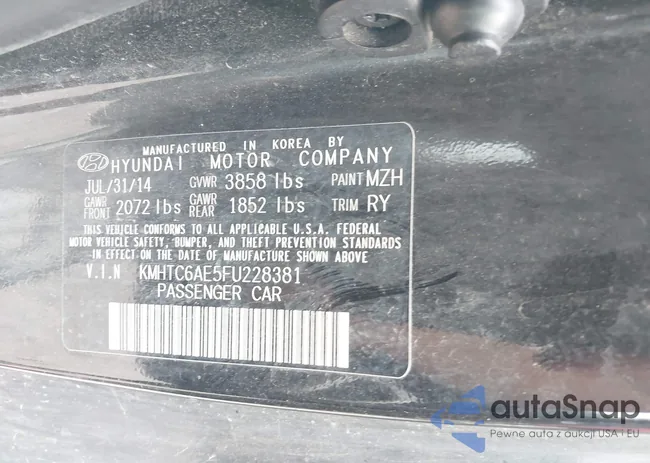 MANUFACTURED IN KOREA BY
HYUNDAI MOTOR COMPANY
JUL/31/14 GVWR 3858 lbs PAINT MZH
GAWR FRONT 2072 lbs GAWR REAR 1852 lbs TRIM RY
THIS VEHICLE CONFORMS TO ALL APPLICABLE U.S.A. FEDERAL
MOTOR VEHICLE SAFETY, BUMPER, AND THEFT PREVENTION STANDARDS
IN EFFECT ON THE DATE OF MANUFACTURE SHOWN ABOVE
V.I.N KMHTC6AE5FU228381
PASSENGER CAR
autaSnap
Pewne auta z aukcji USA i EU